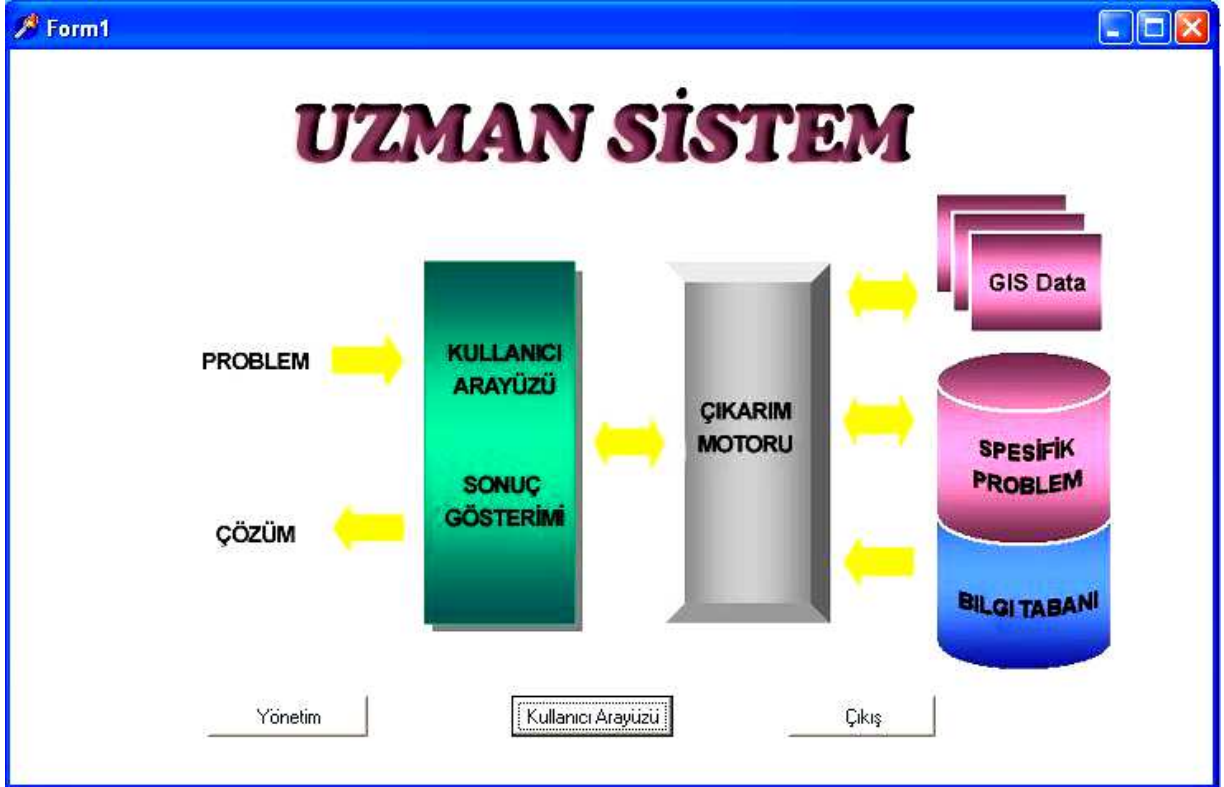 Form1
UZMAN SİSTEM
GIS Data
PROBLEM
KULLANICI
ARAYÜZÜ
ÇIKARIM
MOTORU
SPESİFİK
PROBLEM
SONUÇ
GÖSTERİMİ
ÇÖZÜM
BILGI TABANI
Yönetim
Kullanıcı Arayüzü
Çıkış